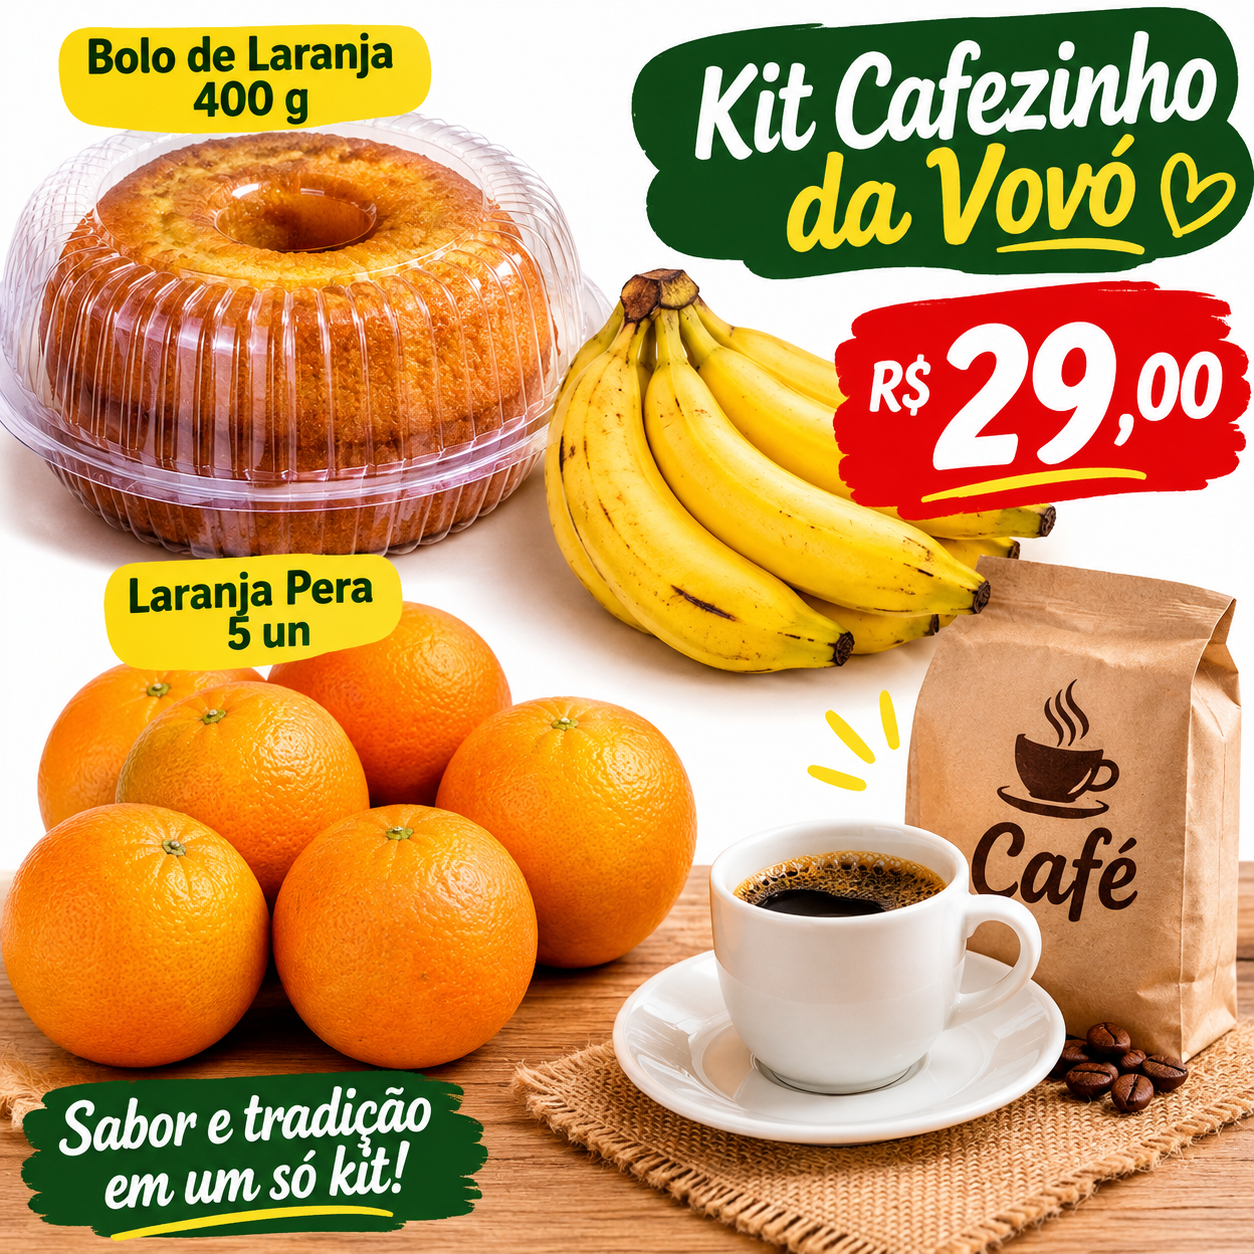 Bolo de Laranja
400 g
Kit Cafezinho
da Vovó
R$ 29,00
Laranja Pera
5 un
Café
Sabor e tradição
em um só kit!